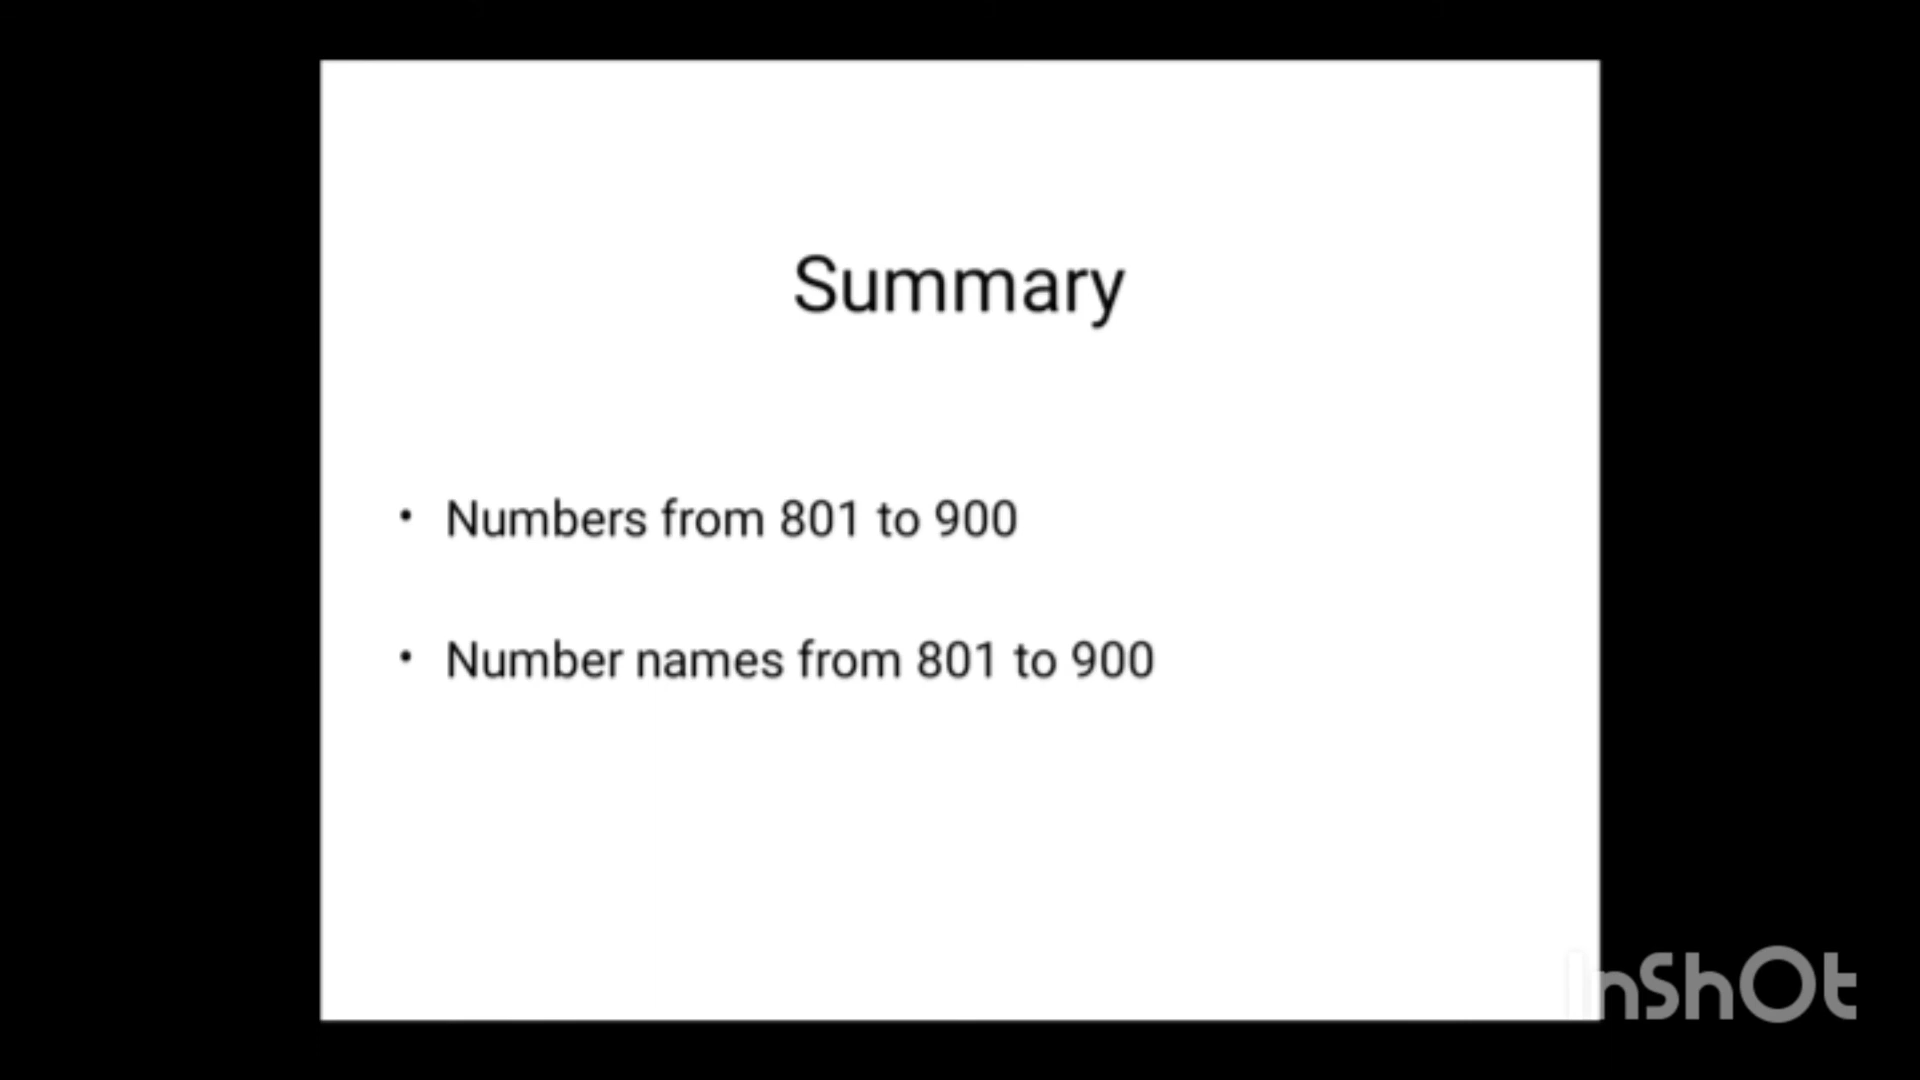 Summary
• Numbers from 801 to 900
• Number names from 801 to 900
InShOt